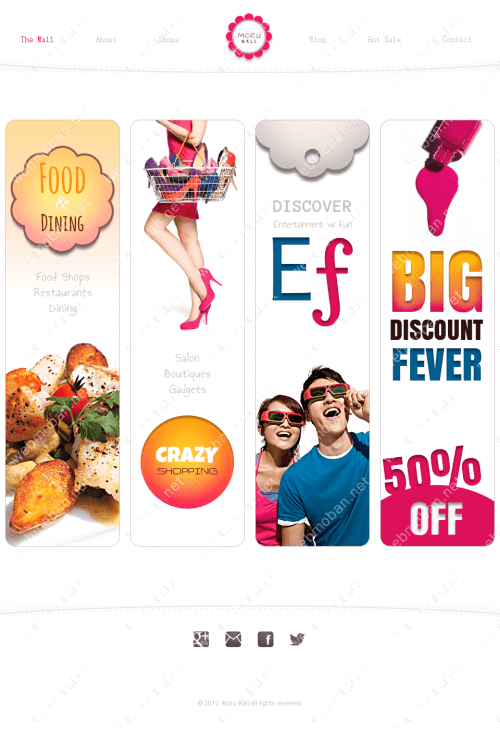 The Mall
About
Shops
MORU
MALL
Blog
Hot Sale
Contact
FOOD
&
DINING
Food Shops
Restaurants
Dining
Salon
Boutiques
Gadgets
CRAZY
SHOPPING
DISCOVER
Entertainment w Fun
Ef
BIG
DISCOUNT
FEVER
50%
OFF
© 2012. Moru Mall all rights reserved